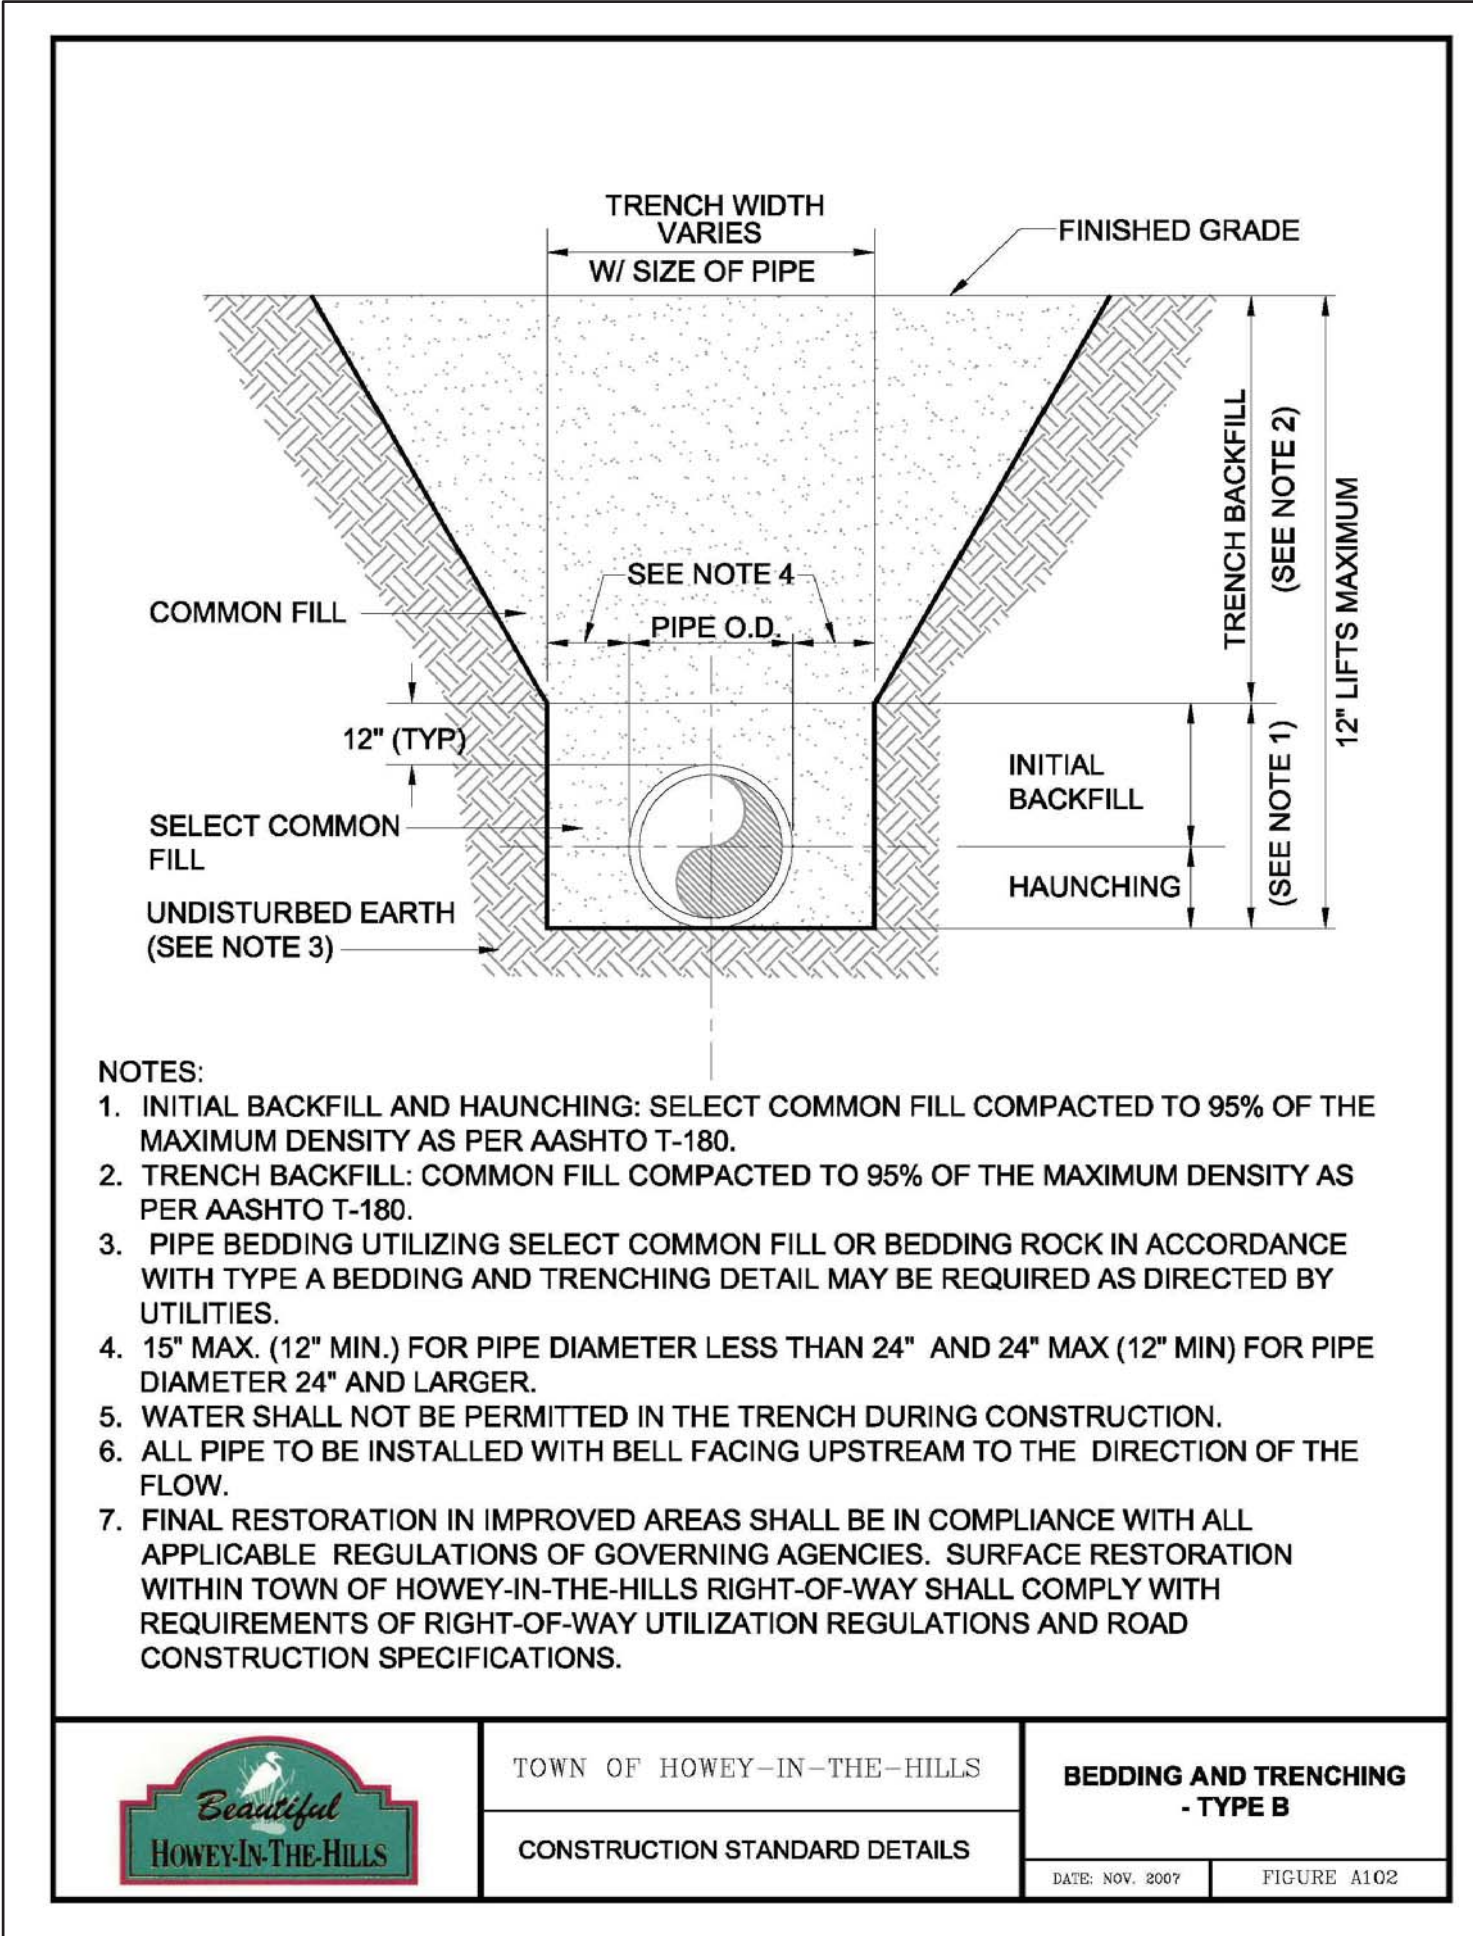 TRENCH WIDTH
VARIES
W/ SIZE OF PIPE
FINISHED GRADE
TRENCH BACKFILL
(SEE NOTE 2)
12" LIFTS MAXIMUM
SEE NOTE 4
PIPE O.D.
COMMON FILL
12" (TYP)
INITIAL
BACKFILL
(SEE NOTE 1)
SELECT COMMON
FILL
HAUNCHING
UNDISTURBED EARTH
(SEE NOTE 3)
NOTES:
1. INITIAL BACKFILL AND HAUNCHING: SELECT COMMON FILL COMPACTED TO 95% OF THE
MAXIMUM DENSITY AS PER AASHTO T-180.
2. TRENCH BACKFILL: COMMON FILL COMPACTED TO 95% OF THE MAXIMUM DENSITY AS
PER AASHTO T-180.
3. PIPE BEDDING UTILIZING SELECT COMMON FILL OR BEDDING ROCK IN ACCORDANCE
WITH TYPE A BEDDING AND TRENCHING DETAIL MAY BE REQUIRED AS DIRECTED BY
UTILITIES.
4. 15" MAX. (12" MIN.) FOR PIPE DIAMETER LESS THAN 24" AND 24" MAX (12" MIN) FOR PIPE
DIAMETER 24" AND LARGER.
5. WATER SHALL NOT BE PERMITTED IN THE TRENCH DURING CONSTRUCTION.
6. ALL PIPE TO BE INSTALLED WITH BELL FACING UPSTREAM TO THE DIRECTION OF THE
FLOW.
7. FINAL RESTORATION IN IMPROVED AREAS SHALL BE IN COMPLIANCE WITH ALL
APPLICABLE REGULATIONS OF GOVERNING AGENCIES. SURFACE RESTORATION
WITHIN TOWN OF HOWEY-IN-THE-HILLS RIGHT-OF-WAY SHALL COMPLY WITH
REQUIREMENTS OF RIGHT-OF-WAY UTILIZATION REGULATIONS AND ROAD
CONSTRUCTION SPECIFICATIONS.
Beautiful
HOWEY-IN-THE-HILLS
TOWN OF HOWEY-IN-THE-HILLS
CONSTRUCTION STANDARD DETAILS
BEDDING AND TRENCHING
- TYPE B
DATE: NOV. 2007
FIGURE A102